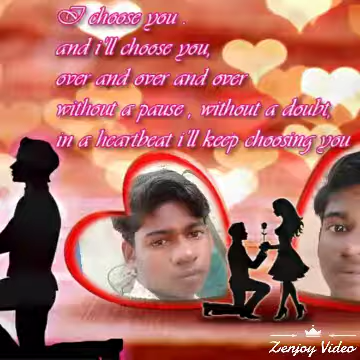 I choose you .
and i'll choose you,
over and over and over
without a pause , without a doubt,
in a heartbeat i'll keep choosing you
Zenjoy Video